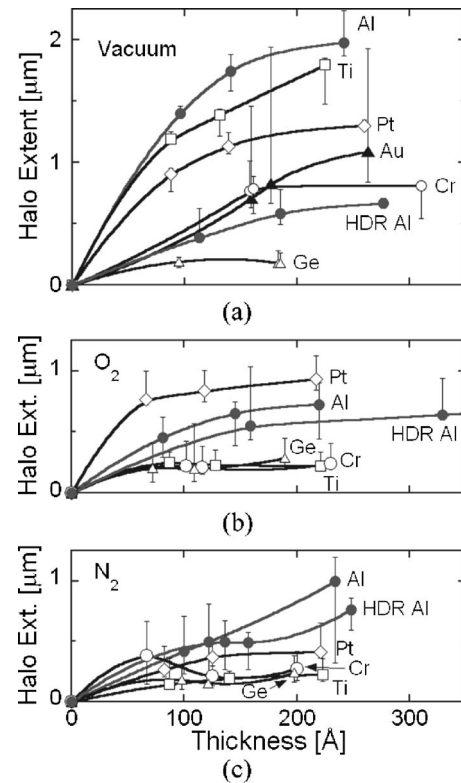 2
1
0
Halo Extent [μm]
Vacuum
Al
Ti
Pt
Au
Cr
HDR Al
Ge
(a)
1
0
Halo Ext. [μm]
O2
Pt
Al
HDR Al
Ge
Cr
Ti
(b)
1
0
Halo Ext. [μm]
N2
Al
HDR Al
Pt
Cr
Ge
Ti
0 100 200 300
Thickness [Å]
(c)